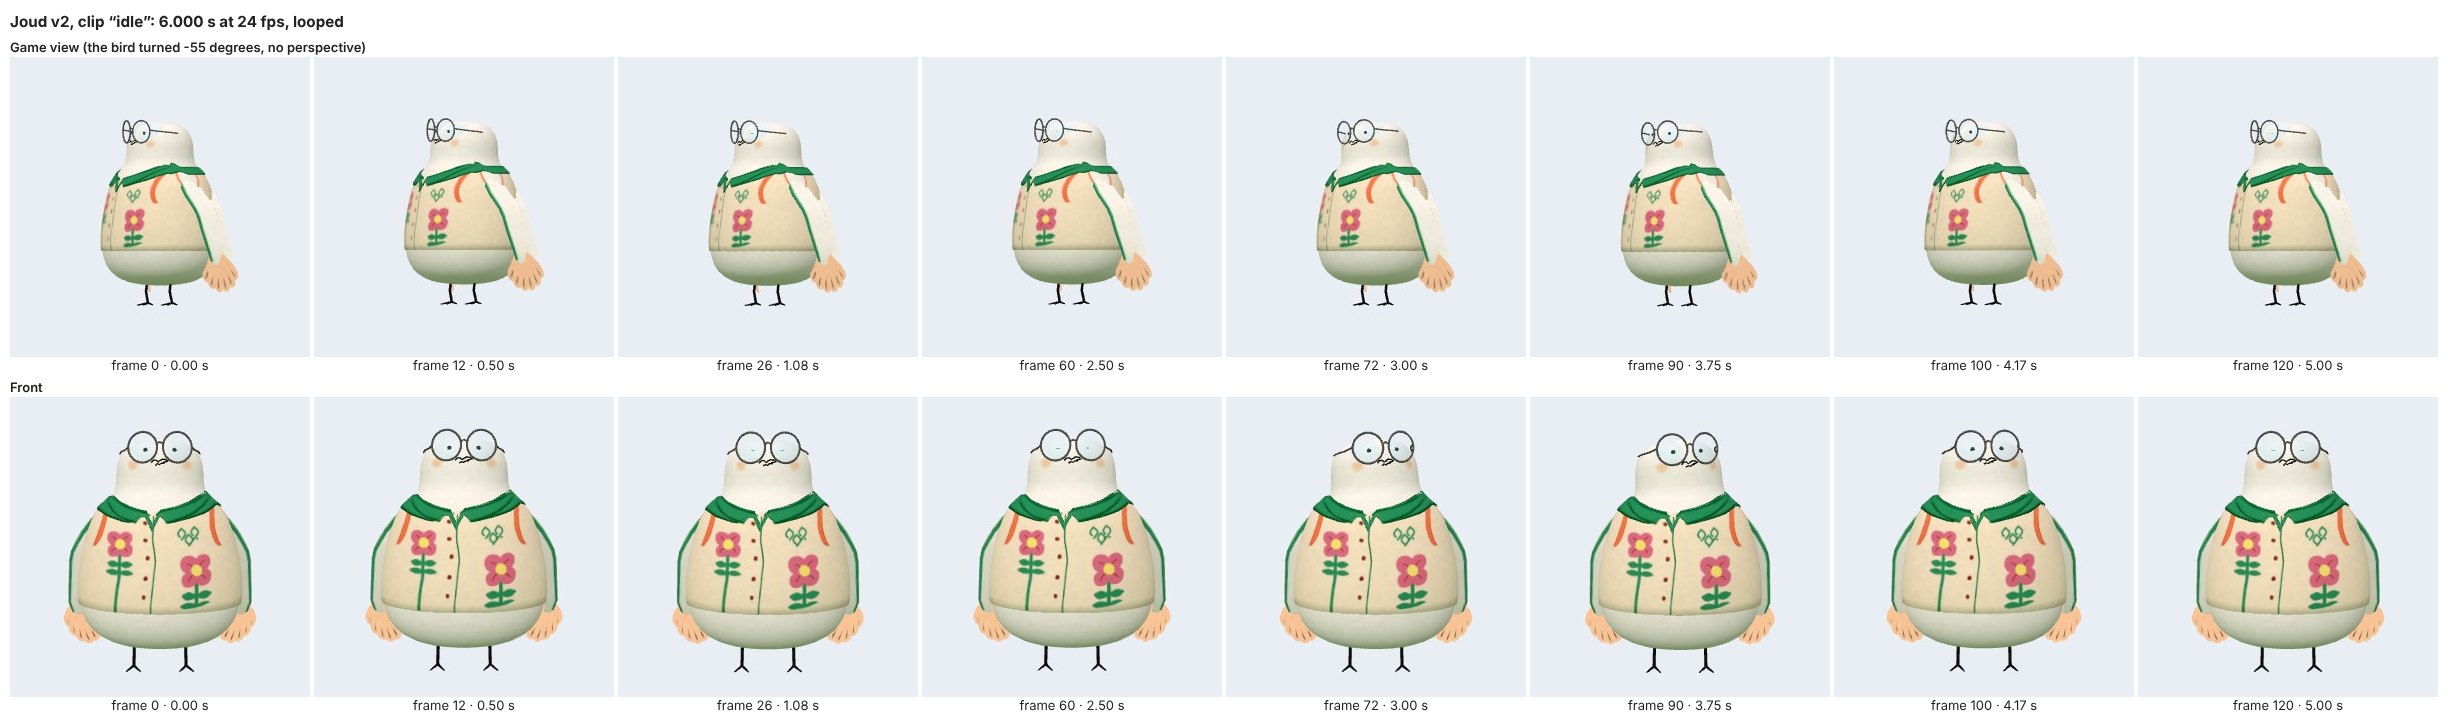 Joud v2, clip “idle”: 6.000 s at 24 fps, looped
Game view (the bird turned -55 degrees, no perspective)
frame 0 · 0.00 s
frame 12 · 0.50 s
frame 26 · 1.08 s
frame 60 · 2.50 s
frame 72 · 3.00 s
frame 90 · 3.75 s
frame 100 · 4.17 s
frame 120 · 5.00 s
Front
frame 0 · 0.00 s
frame 12 · 0.50 s
frame 26 · 1.08 s
frame 60 · 2.50 s
frame 72 · 3.00 s
frame 90 · 3.75 s
frame 100 · 4.17 s
frame 120 · 5.00 s